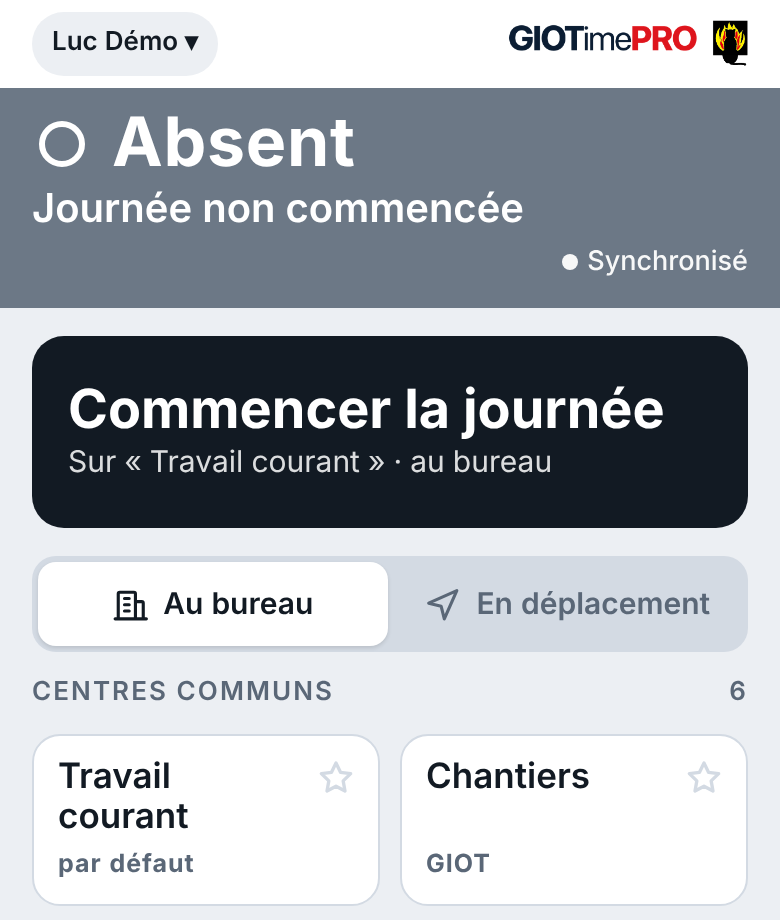 Luc Démo ▾
GIOTimePRO
Absent
Journée non commencée
Synchronisé
Commencer la journée
Sur « Travail courant » · au bureau
Au bureau
En déplacement
CENTRES COMMUNS
6
Travail
courant
par défaut
Chantiers
GIOT